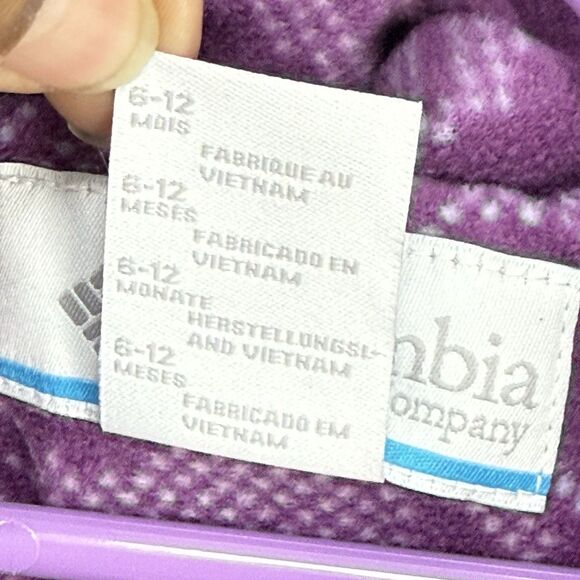 6-12
MOIS
FABRIQUE AU
VIETNAM
6-12
MESES
FABRICADO EN
VIETNAM
6-12
MONATE
HERSTELLUNGSL-
AND VIETNAM
6-12
MESES
FABRICADO EM
VIETNAM
mbia
ompany